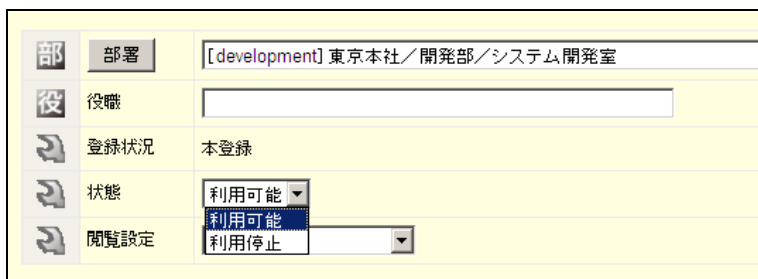 部 部署 [development] 東京本社／開発部／システム開発室
役 役職
登録状況 本登録
状態 利用可能
利用可能
閲覧設定 利用停止